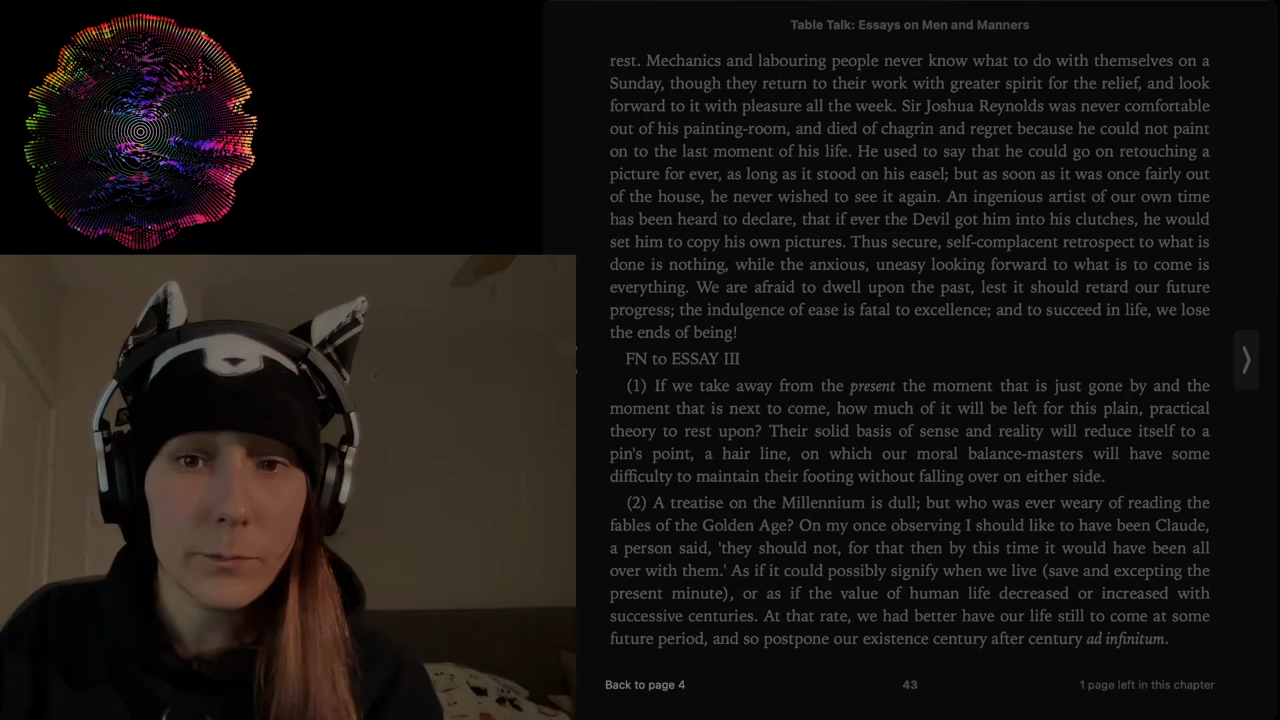 Table Talk: Essays on Men and Manners
rest. Mechanics and labouring people never know what to do with themselves on a
Sunday, though they return to their work with greater spirit for the relief, and look
forward to it with pleasure all the week. Sir Joshua Reynolds was never comfortable
out of his painting-room, and died of chagrin and regret because he could not paint
on to the last moment of his life. He used to say that he could go on retouching a
picture for ever, as long as it stood on his easel; but as soon as it was once fairly out
of the house, he never wished to see it again. An ingenious artist of our own time
has been heard to declare, that if ever the Devil got him into his clutches, he would
set him to copy his own pictures. Thus secure, self-complacent retrospect to what is
done is nothing, while the anxious, uneasy looking forward to what is to come is
everything. We are afraid to dwell upon the past, lest it should retard our future
progress; the indulgence of ease is fatal to excellence; and to succeed in life, we lose
the ends of being!
FN to ESSAY III
(1) If we take away from the present the moment that is just gone by and the
moment that is next to come, how much of it will be left for this plain, practical
theory to rest upon? Their solid basis of sense and reality will reduce itself to a
pin's point, a hair line, on which our moral balance-masters will have some
difficulty to maintain their footing without falling over on either side.
(2) A treatise on the Millennium is dull; but who was ever weary of reading the
fables of the Golden Age? On my once observing I should like to have been Claude,
a person said, 'they should not, for that then by this time it would have been all
over with them.' As if it could possibly signify when we live (save and excepting the
present minute), or as if the value of human life decreased or increased with
successive centuries. At that rate, we had better have our life still to come at some
future period, and so postpone our existence century after century ad infinitum.
Back to page 4
43
1 page left in this chapter